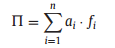 Π = ∑_{i=1}^{n} a_i · f_i